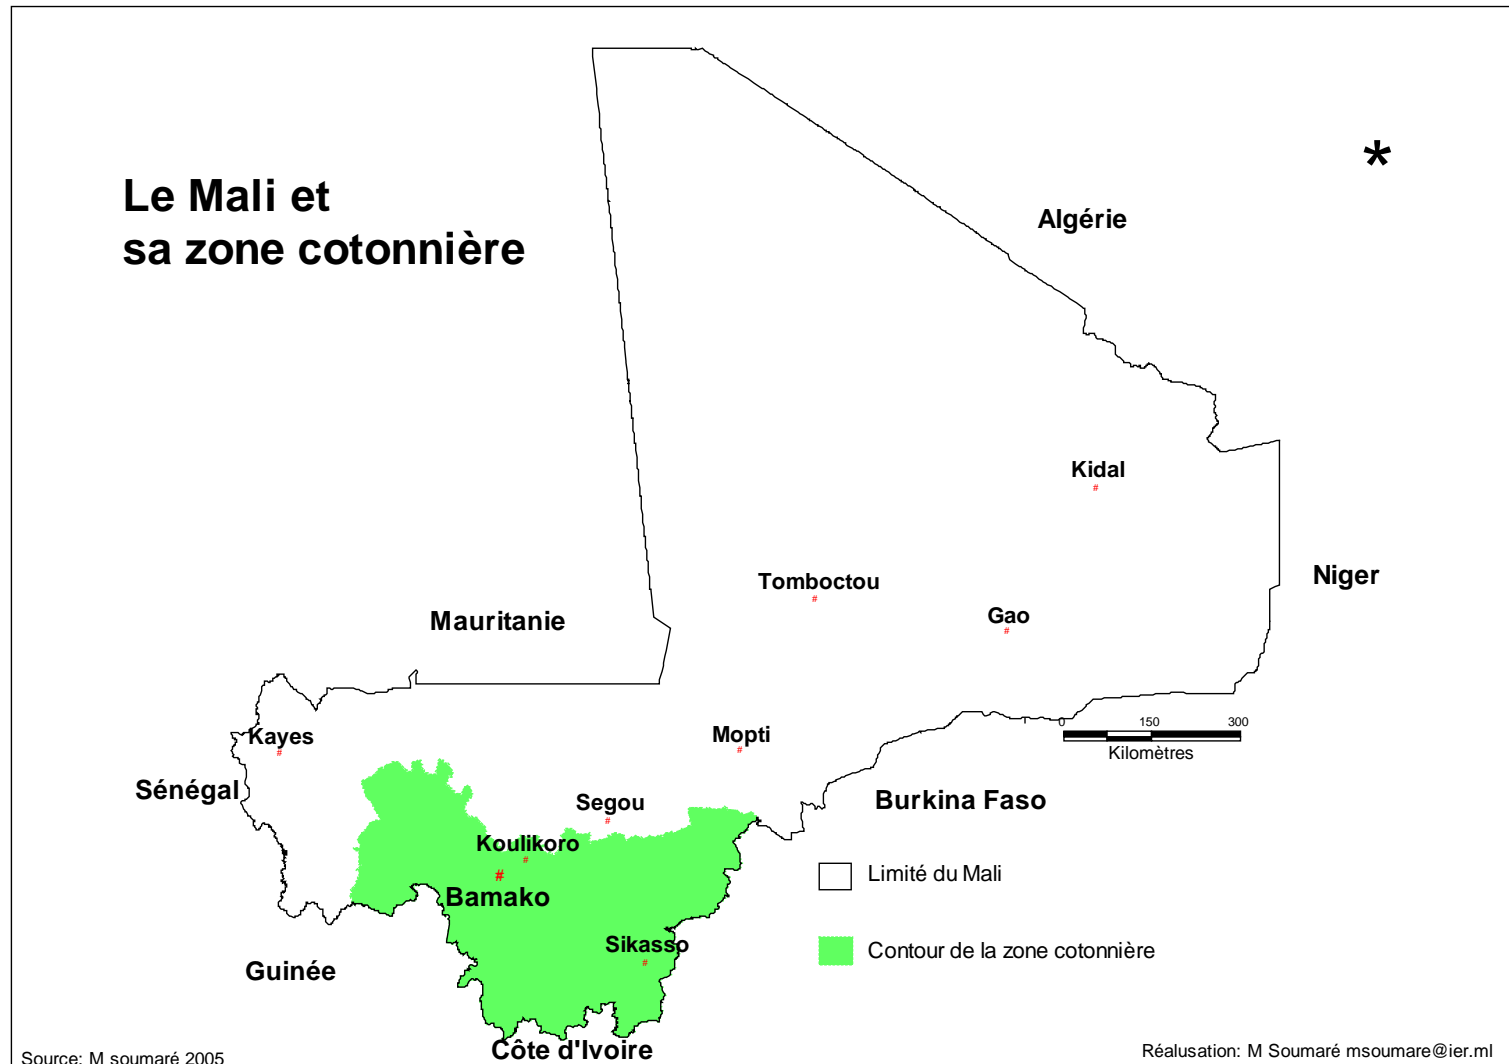 Le Mali et
sa zone cotonnière
*
Algérie
Kidal
#
Niger
Tomboctou
#
Gao
#
Mauritanie
0 150 300
Kilomètres
Mopti
#
Kayes
#
Sénégal
Segou
#
Burkina Faso
Koulikoro
#
#
Bamako
Limité du Mali
Sikasso
#
Contour de la zone cotonnière
Guinée
Côte d'Ivoire
Source: M soumaré 2005
Réalusation: M Soumaré msoumare@ier.ml